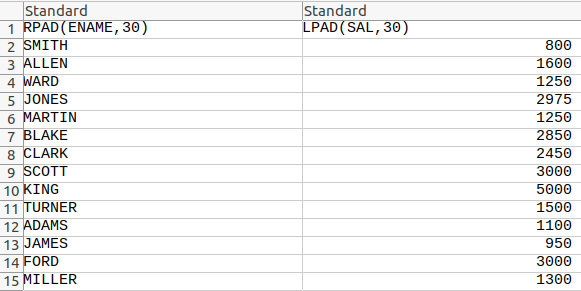 Standard Standard
1 RPAD(ENAME,30) LPAD(SAL,30)
2 SMITH 800
3 ALLEN 1600
4 WARD 1250
5 JONES 2975
6 MARTIN 1250
7 BLAKE 2850
8 CLARK 2450
9 SCOTT 3000
10 KING 5000
11 TURNER 1500
12 ADAMS 1100
13 JAMES 950
14 FORD 3000
15 MILLER 1300